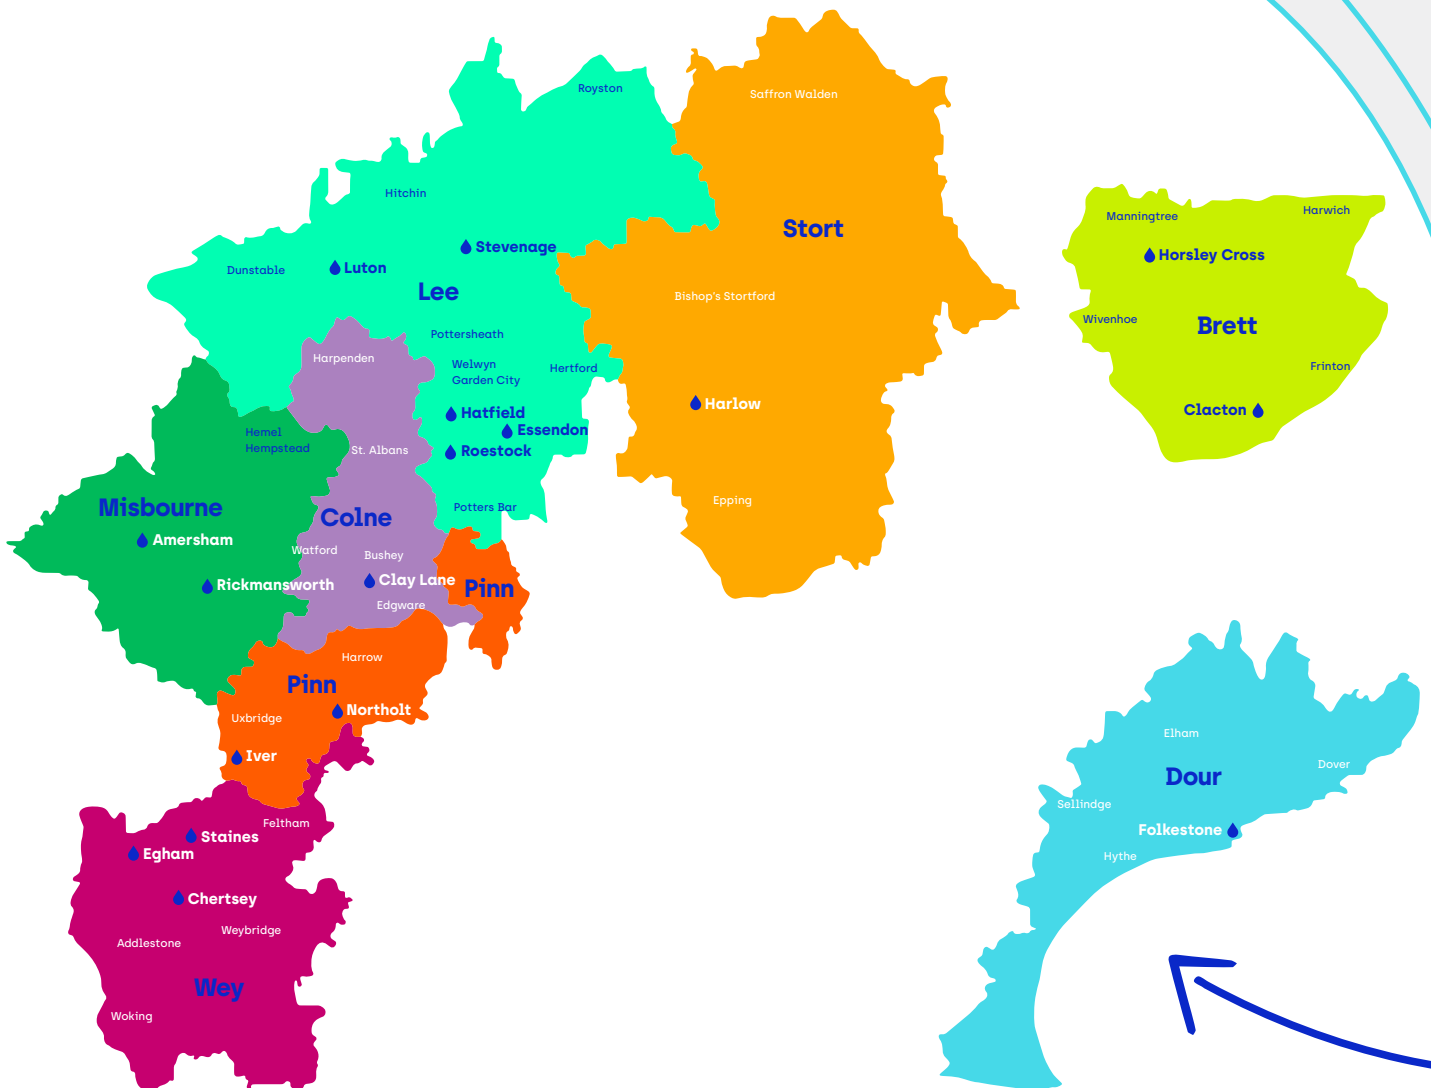 Royston
Saffron Walden
Hitchin
Stort
Manningtree
Harwich
Stevenage
Horsley Cross
Dunstable
Luton
Lee
Bishop's Stortford
Wivenhoe
Brett
Pottersheath
Harpenden
Welwyn
Garden City
Hertford
Frinton
Harlow
Clacton
Hatfield
Essendon
Hemel
Hempstead
St. Albans
Roestock
Epping
Misbourne
Potters Bar
Colne
Amersham
Watford
Bushey
Clay Lane
Rickmansworth
Pinn
Edgware
Harrow
Pinn
Northolt
Uxbridge
Iver
Elham
Dover
Dour
Sellindge
Feltham
Folkestone
Staines
Egham
Hythe
Chertsey
Weybridge
Addlestone
Wey
Woking